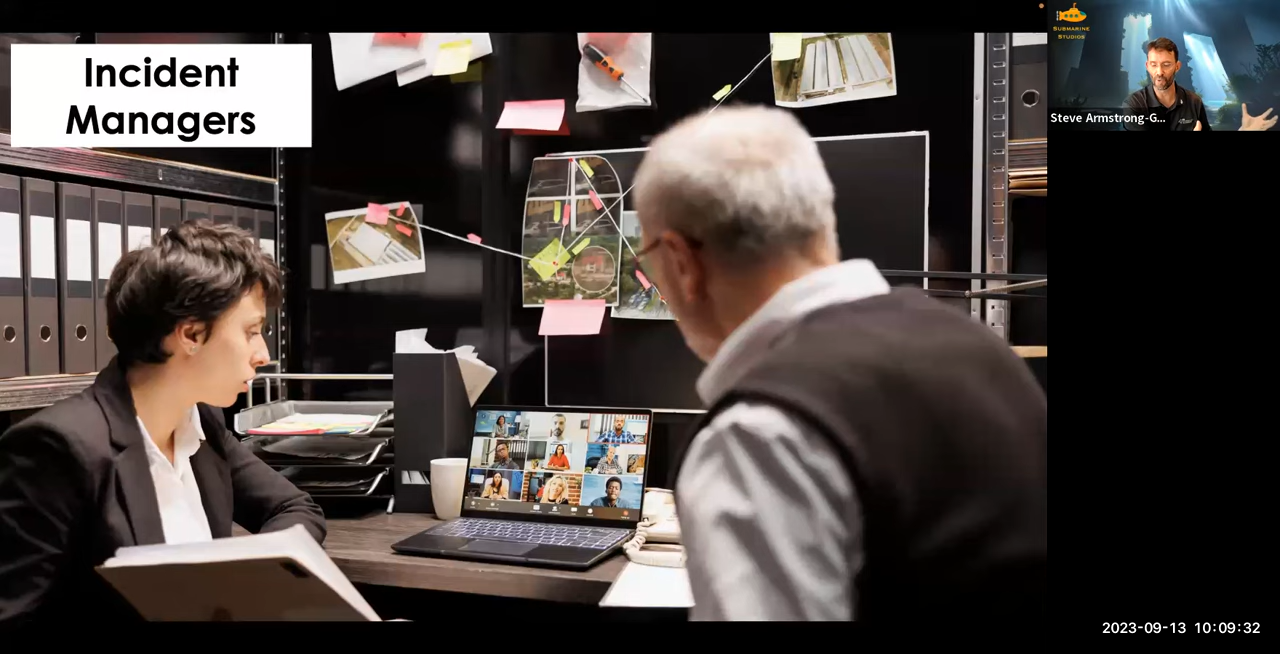 Incident
Managers
SUBMARINE
STUDIOS
Steve Armstrong-G...
2023-09-13 10:09:32